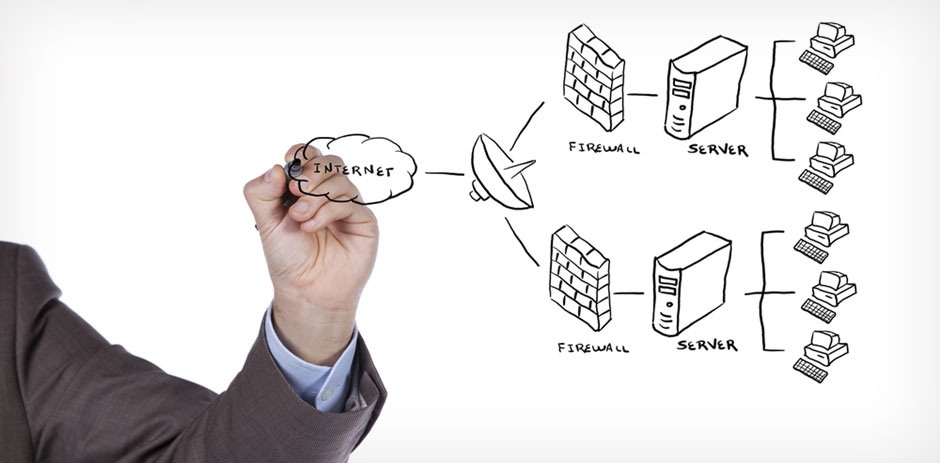 INTERNET
FIREWALL
SERVER
FIREWALL
SERVER